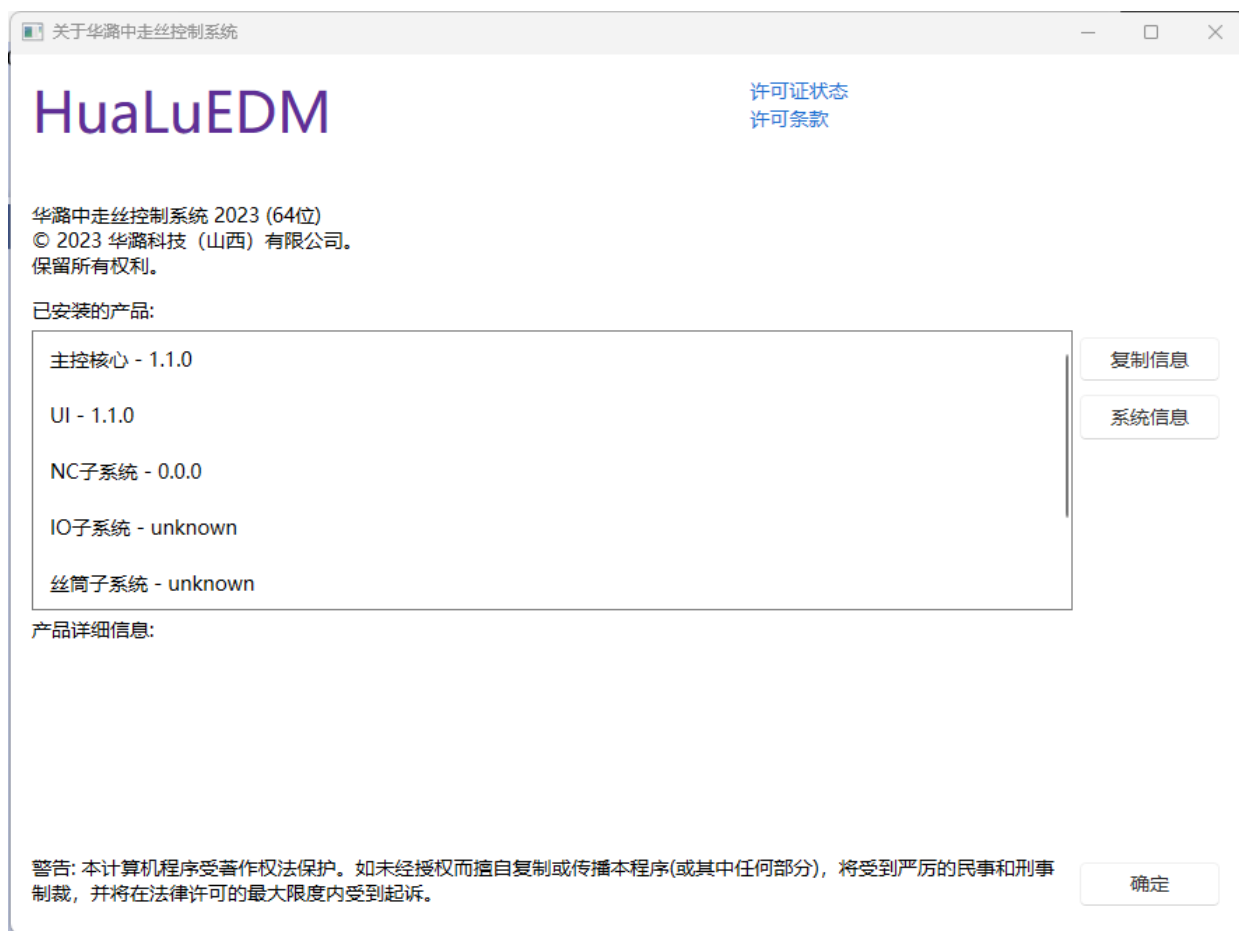 关于华潞中走丝控制系统
HuaLuEDM
许可证状态
许可条款
华潞中走丝控制系统 2023 (64位)
© 2023 华潞科技（山西）有限公司。
保留所有权利。
已安装的产品:
主控核心 - 1.1.0
复制信息
UI - 1.1.0
系统信息
NC子系统 - 0.0.0
IO子系统 - unknown
丝筒子系统 - unknown
产品详细信息:
警告: 本计算机程序受著作权法保护。如未经授权而擅自复制或传播本程序(或其中任何部分)，将受到严厉的民事和刑事
制裁，并将在法律许可的最大限度内受到起诉。
确定